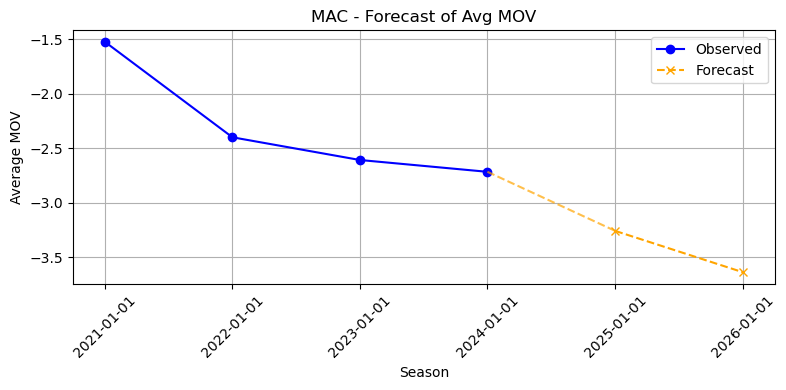 MAC - Forecast of Avg MOV
Observed
Forecast
Average MOV
−1.5
−2.0
−2.5
−3.0
−3.5
2021-01-01
2022-01-01
2023-01-01
2024-01-01
2025-01-01
2026-01-01
Season